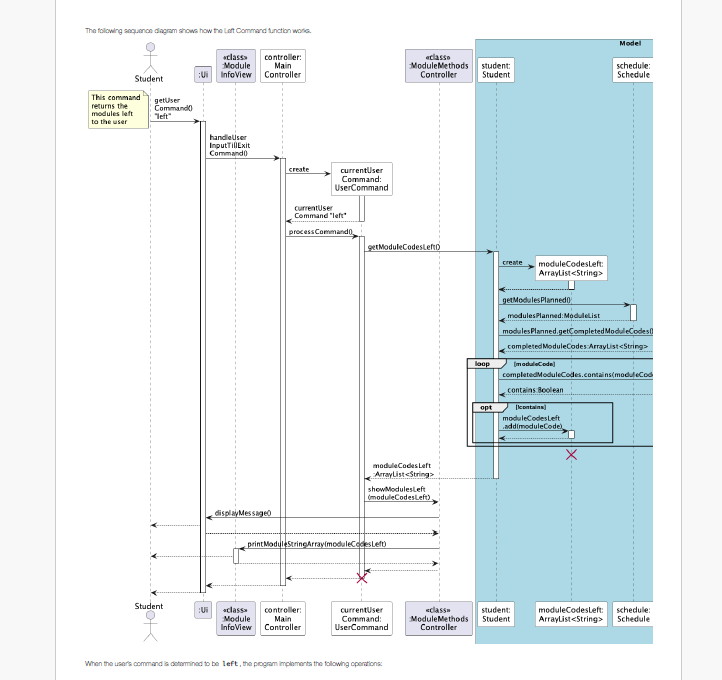 The following sequence diagram shows how the Left Command function works.
Model
Student
:Ui
«class»
:Module
InfoView
controller:
Main
Controller
«class»
:ModuleMethods
Controller
student:
Student
schedule:
Schedule
This command
returns the
modules left
to the user
getUser
Command()
"left"
handleUser
InputTillExit
Command()
create
currentUser
Command:
UserCommand
currentUser
Command "left"
processCommand()
getModuleCodesLeft()
create
moduleCodesLeft:
ArrayList<String>
getModulesPlanned()
modulesPlanned:ModuleList
modulesPlanned.getCompletedModuleCodes()
completedModuleCodes:ArrayList<String>
loop
[moduleCode]
completedModuleCodes.contains(moduleCod
contains:Boolean
opt
[!contains]
moduleCodesLeft
.add(moduleCode)
moduleCodesLeft
:ArrayList<String>
showModulesLeft
(moduleCodesLeft)
displayMessage()
printModuleStringArray(moduleCodesLeft)
Student
:Ui
«class»
:Module
InfoView
controller:
Main
Controller
currentUser
Command:
UserCommand
«class»
:ModuleMethods
Controller
student:
Student
moduleCodesLeft:
ArrayList<String>
schedule:
Schedule
When the user's command is determined to be left, the program implements the following operations: